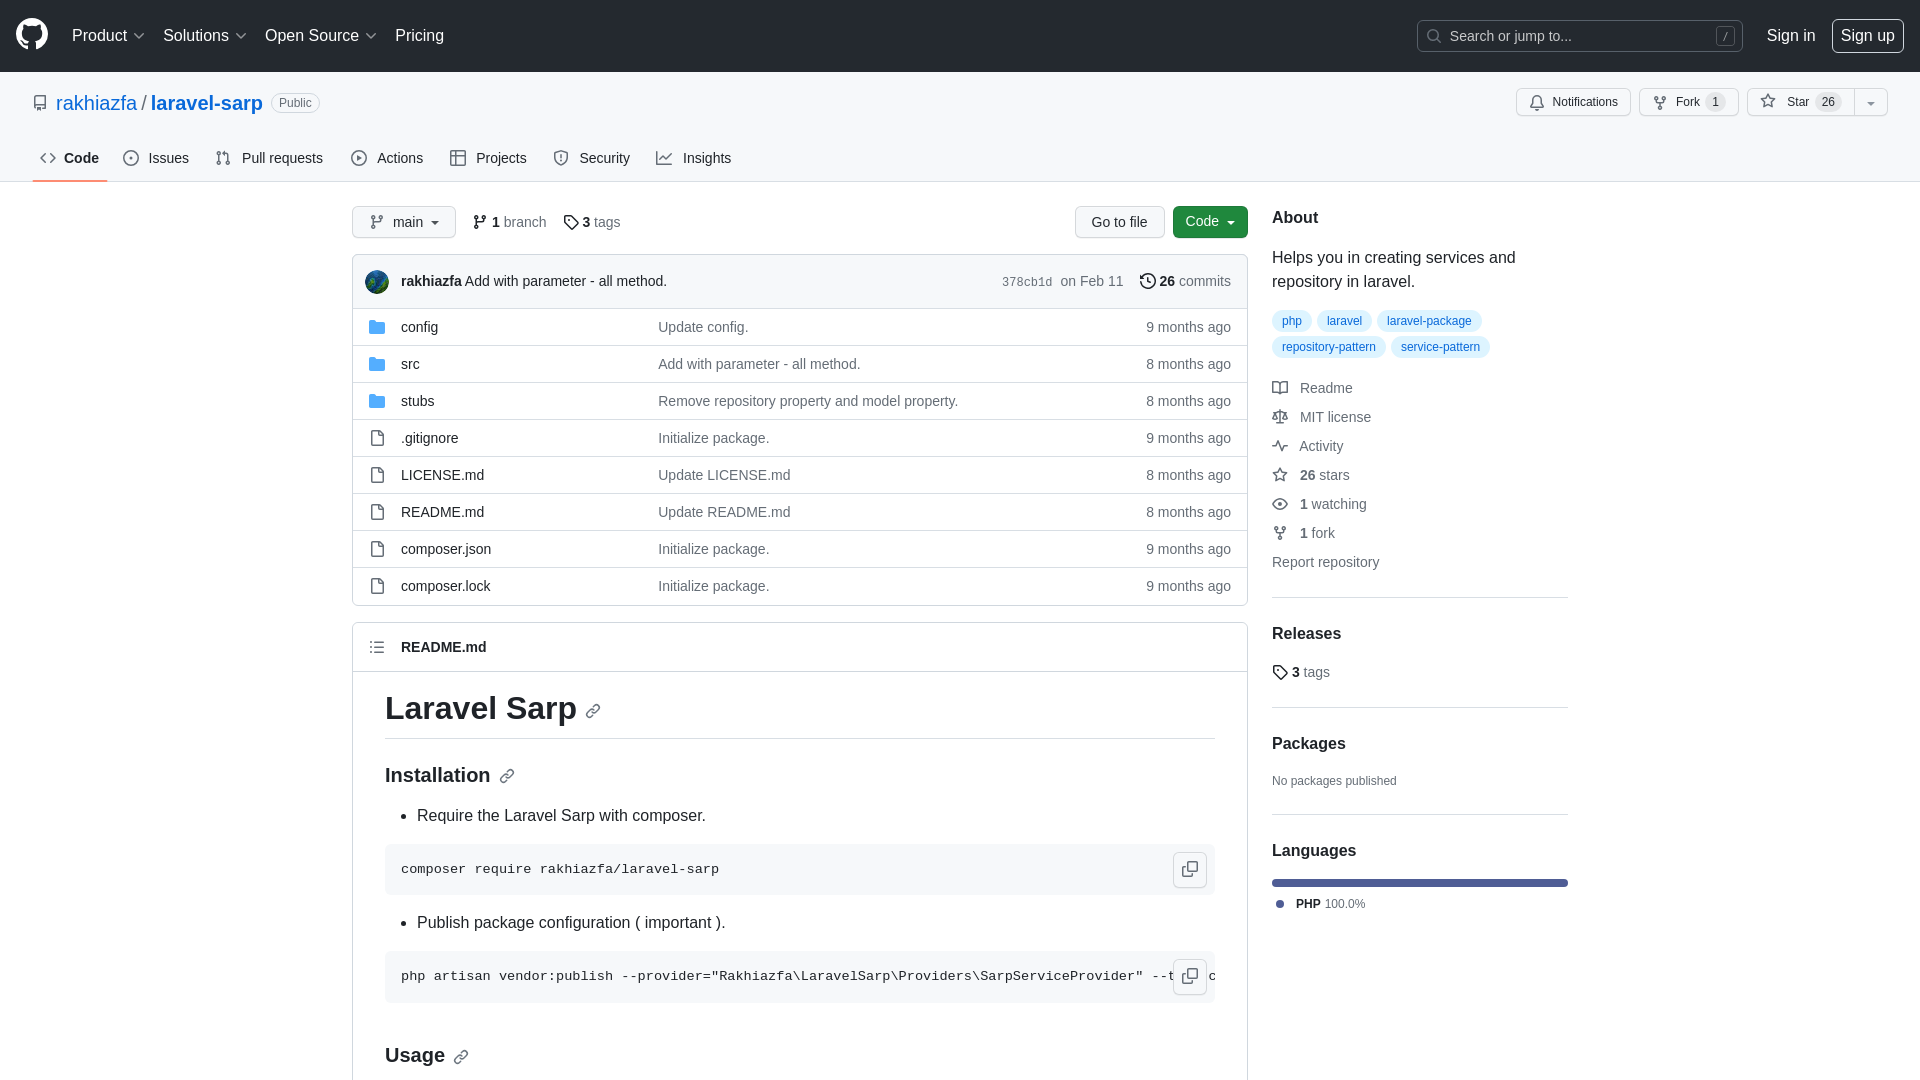 Product Solutions Open Source Pricing Search or jump to... / Sign in Sign up
rakhiazfa / laravel-sarp Public Notifications Fork 1 Star 26
Code Issues Pull requests Actions Projects Security Insights
main 1 branch 3 tags Go to file Code
rakhiazfa Add with parameter - all method. 378cb1d on Feb 11 26 commits
config Update config. 9 months ago
src Add with parameter - all method. 8 months ago
stubs Remove repository property and model property. 8 months ago
.gitignore Initialize package. 9 months ago
LICENSE.md Update LICENSE.md 8 months ago
README.md Update README.md 8 months ago
composer.json Initialize package. 9 months ago
composer.lock Initialize package. 9 months ago
README.md
Laravel Sarp
Installation
Require the Laravel Sarp with composer.
composer require rakhiazfa/laravel-sarp
Publish package configuration ( important ).
php artisan vendor:publish --provider="Rakhiazfa\LaravelSarp\Providers\SarpServiceProvider"
Usage
About
Helps you in creating services and
repository in laravel.
php laravel laravel-package
repository-pattern service-pattern
Readme
MIT license
Activity
26 stars
1 watching
1 fork
Report repository
Releases
3 tags
Packages
No packages published
Languages
PHP 100.0%